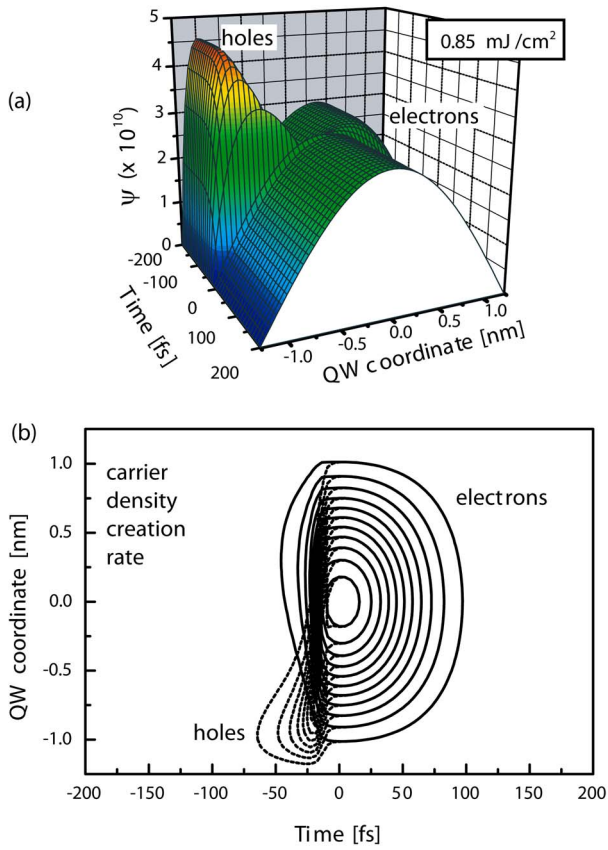 (a)
5
4
3
2
1
0
ψ (x 10¹⁰)
holes
0.85 mJ/cm²
electrons
-200
-100
0
100
200
Time [fs]
-1.0
-0.5
0.0
0.5
1.0
QW coordinate [nm]
(b)
1.0
0.5
0.0
-0.5
-1.0
QW coordinate [nm]
carrier
density
creation
rate
electrons
holes
-200 -150 -100 -50 0 50 100 150 200
Time [fs]